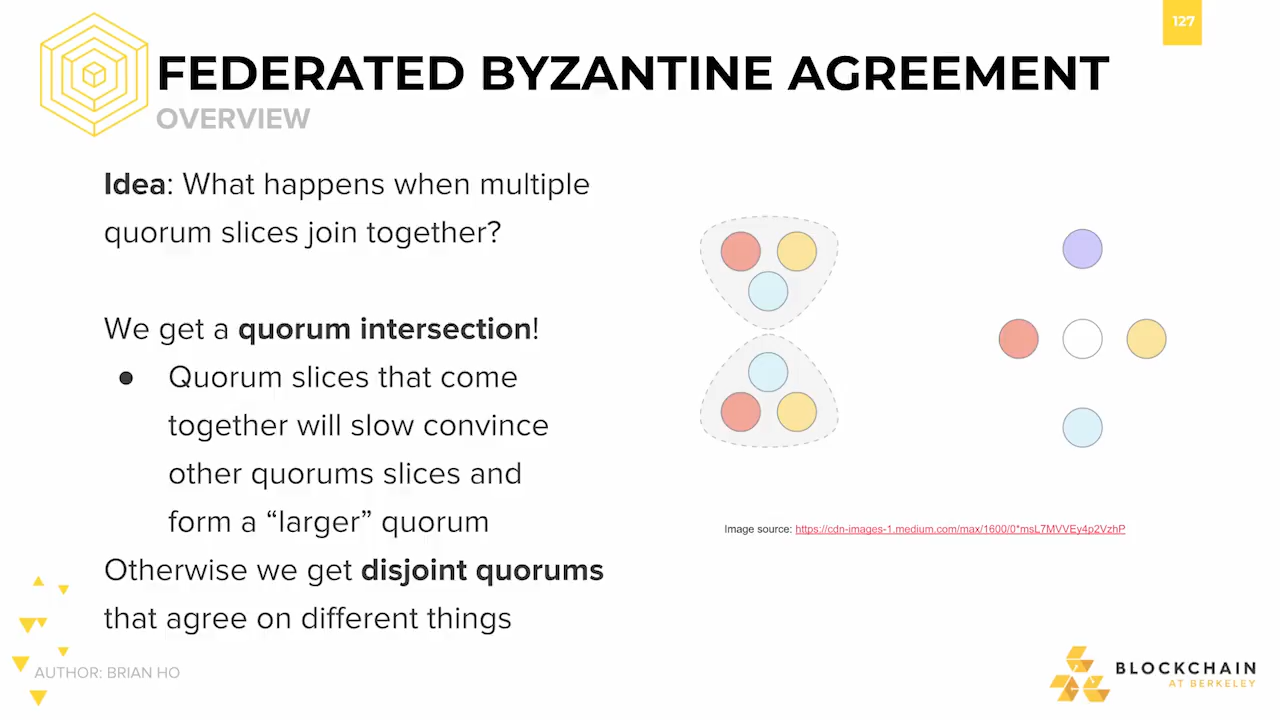 127
FEDERATED BYZANTINE AGREEMENT
OVERVIEW
Idea: What happens when multiple
quorum slices join together?
We get a quorum intersection!
● Quorum slices that come
together will slow convince
other quorums slices and
form a “larger” quorum
Otherwise we get disjoint quorums
that agree on different things
Image source: https://cdn-images-1.medium.com/max/1600/0*msL7MVVEy4p2VzhP
AUTHOR: BRIAN HO
BLOCKCHAIN
AT BERKELEY